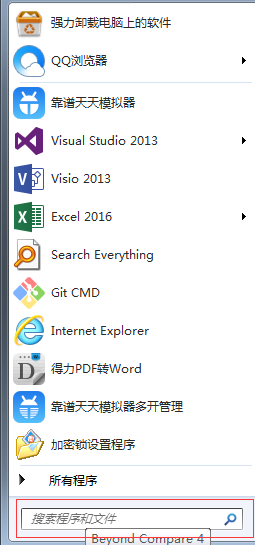 强力卸载电脑上的软件
QQ浏览器
靠谱天天模拟器
Visual Studio 2013
Visio 2013
Excel 2016
Search Everything
Git CMD
Internet Explorer
得力PDF转Word
靠谱天天模拟器多开管理
加密锁设置程序
所有程序
搜索程序和文件
Beyond Compare 4